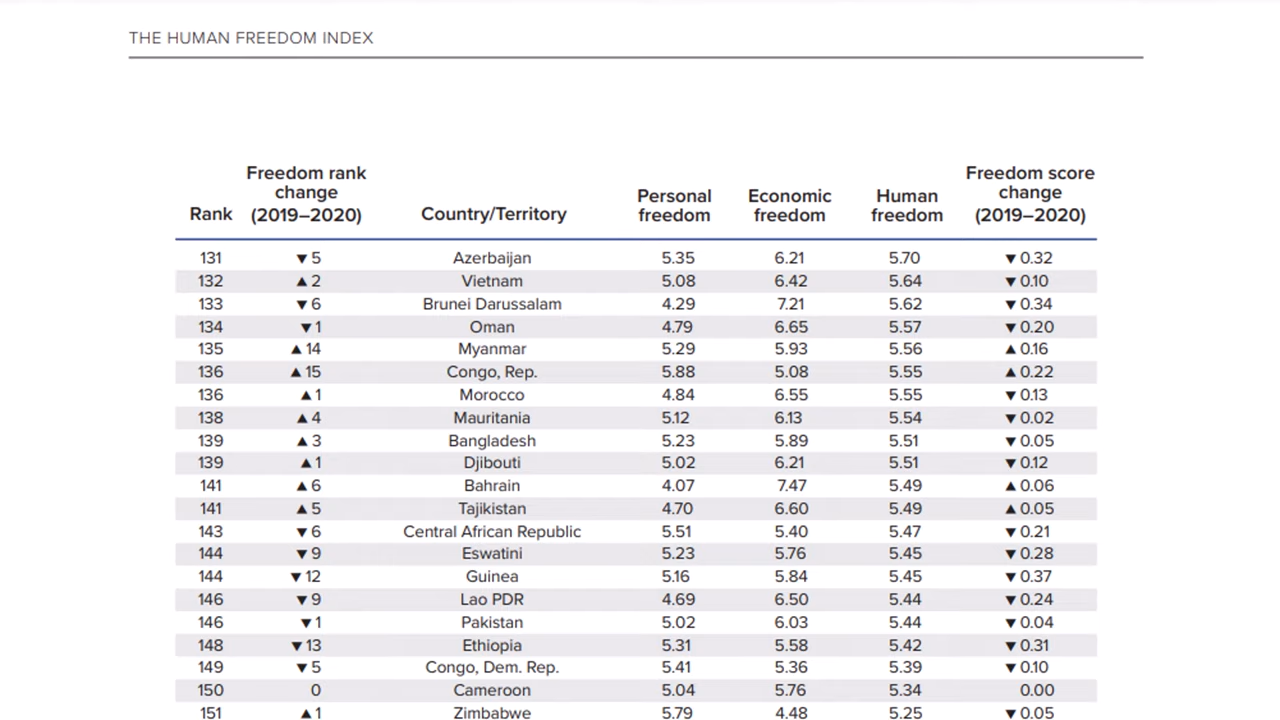 THE HUMAN FREEDOM INDEX
Rank Freedom rank change (2019–2020) Country/Territory Personal freedom Economic freedom Human freedom Freedom score change (2019–2020)
131 ▼ 5 Azerbaijan 5.35 6.21 5.70 ▼ 0.32
132 ▲ 2 Vietnam 5.08 6.42 5.64 ▼ 0.10
133 ▼ 6 Brunei Darussalam 4.29 7.21 5.62 ▼ 0.34
134 ▼ 1 Oman 4.79 6.65 5.57 ▼ 0.20
135 ▲ 14 Myanmar 5.29 5.93 5.56 ▲ 0.16
136 ▲ 15 Congo, Rep. 5.88 5.08 5.55 ▲ 0.22
136 ▲ 1 Morocco 4.84 6.55 5.55 ▼ 0.13
138 ▲ 4 Mauritania 5.12 6.13 5.54 ▼ 0.02
139 ▲ 3 Bangladesh 5.23 5.89 5.51 ▼ 0.05
139 ▲ 1 Djibouti 5.02 6.21 5.51 ▼ 0.12
141 ▲ 6 Bahrain 4.07 7.47 5.49 ▲ 0.06
141 ▲ 5 Tajikistan 4.70 6.60 5.49 ▲ 0.05
143 ▼ 6 Central African Republic 5.51 5.40 5.47 ▼ 0.21
144 ▼ 9 Eswatini 5.23 5.76 5.45 ▼ 0.28
144 ▼ 12 Guinea 5.16 5.84 5.45 ▼ 0.37
146 ▼ 9 Lao PDR 4.69 6.50 5.44 ▼ 0.24
146 ▼ 1 Pakistan 5.02 6.03 5.44 ▼ 0.04
148 ▼ 13 Ethiopia 5.31 5.58 5.42 ▼ 0.31
149 ▼ 5 Congo, Dem. Rep. 5.41 5.36 5.39 ▼ 0.10
150 0 Cameroon 5.04 5.76 5.34 0.00
151 ▲ 1 Zimbabwe 5.79 4.48 5.25 ▼ 0.05